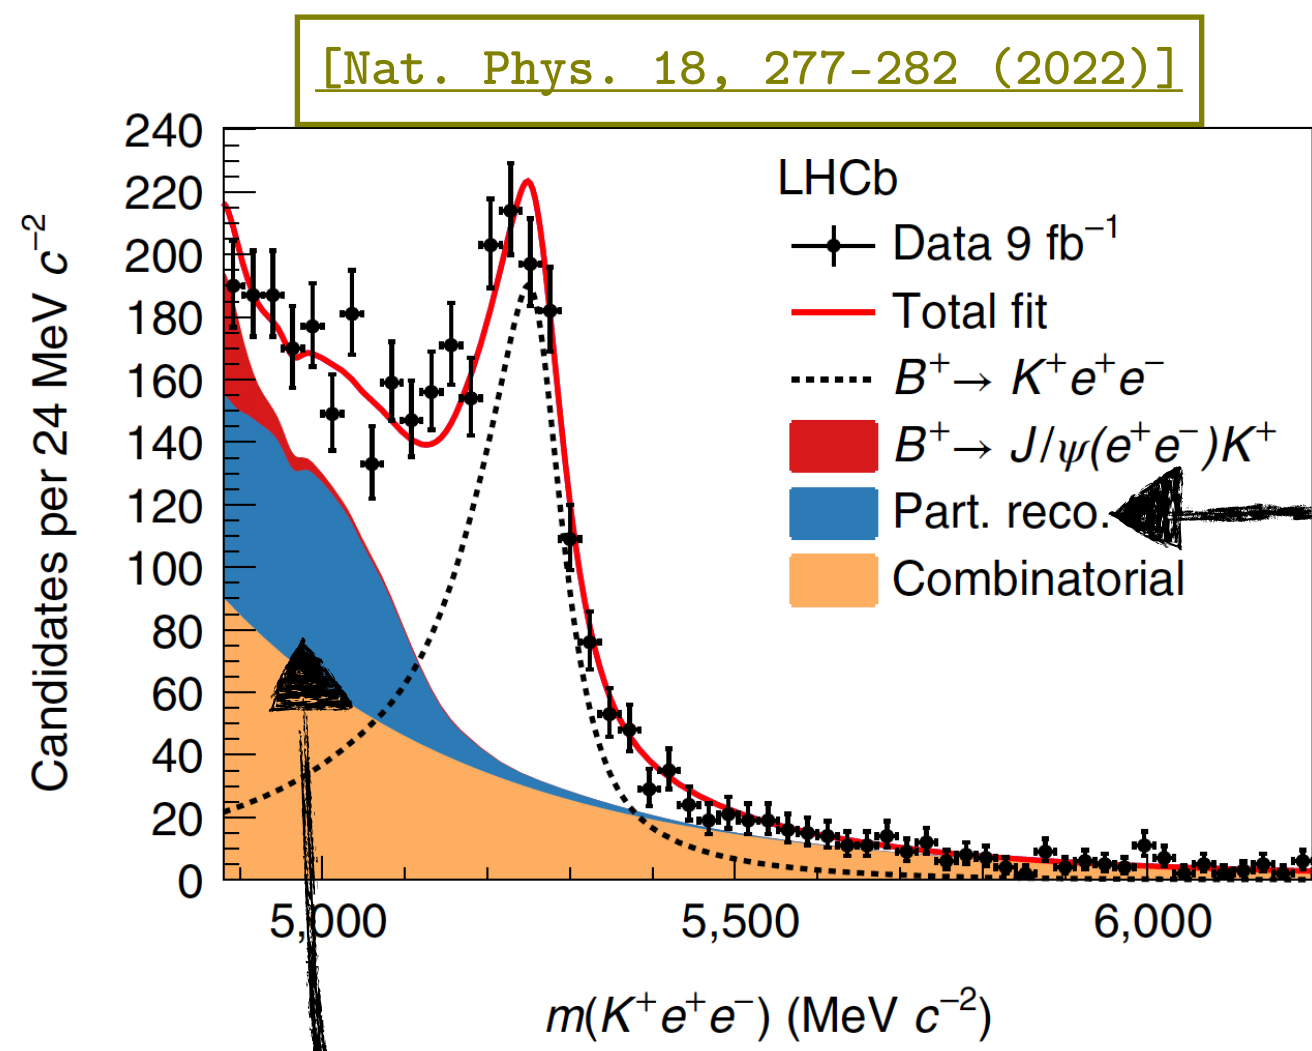 [Nat. Phys. 18, 277-282 (2022)]
240
220
200
180
160
140
120
100
80
60
40
20
0
Candidates per 24 MeV c⁻²
LHCb
Data 9 fb⁻¹
Total fit
B⁺→ K⁺e⁺e⁻
B⁺→ J/ψ(e⁺e⁻)K⁺
Part. reco.
Combinatorial
5,000 5,500 6,000
m(K⁺e⁺e⁻) (MeV c⁻²)